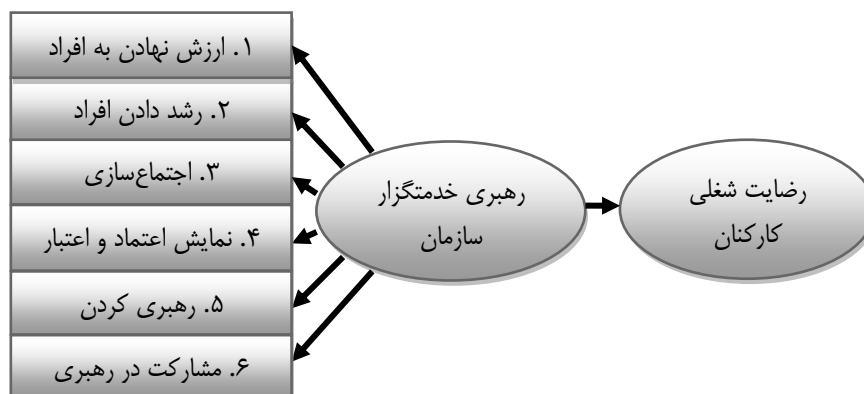 ۱. ارزش نهادن به افراد
۲. رشد دادن افراد
۳. اجتماع‌سازی
۴. نمایش اعتماد و اعتبار
۵. رهبری کردن
۶. مشارکت در رهبری
رهبری خدمتگزار
سازمان
رضایت شغلی
کارکنان